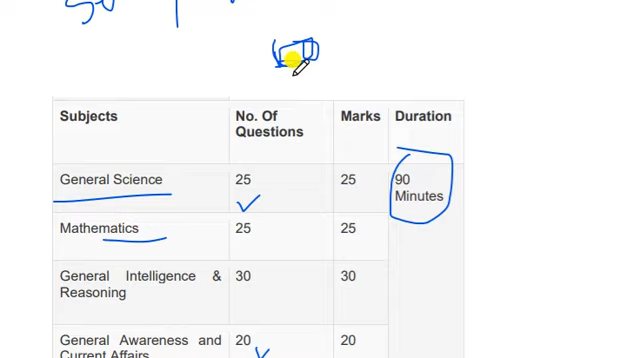 Subjects No. Of Questions Marks Duration
General Science 25 25 90 Minutes
Mathematics 25 25
General Intelligence & Reasoning 30 30
General Awareness and Current Affairs 20 20